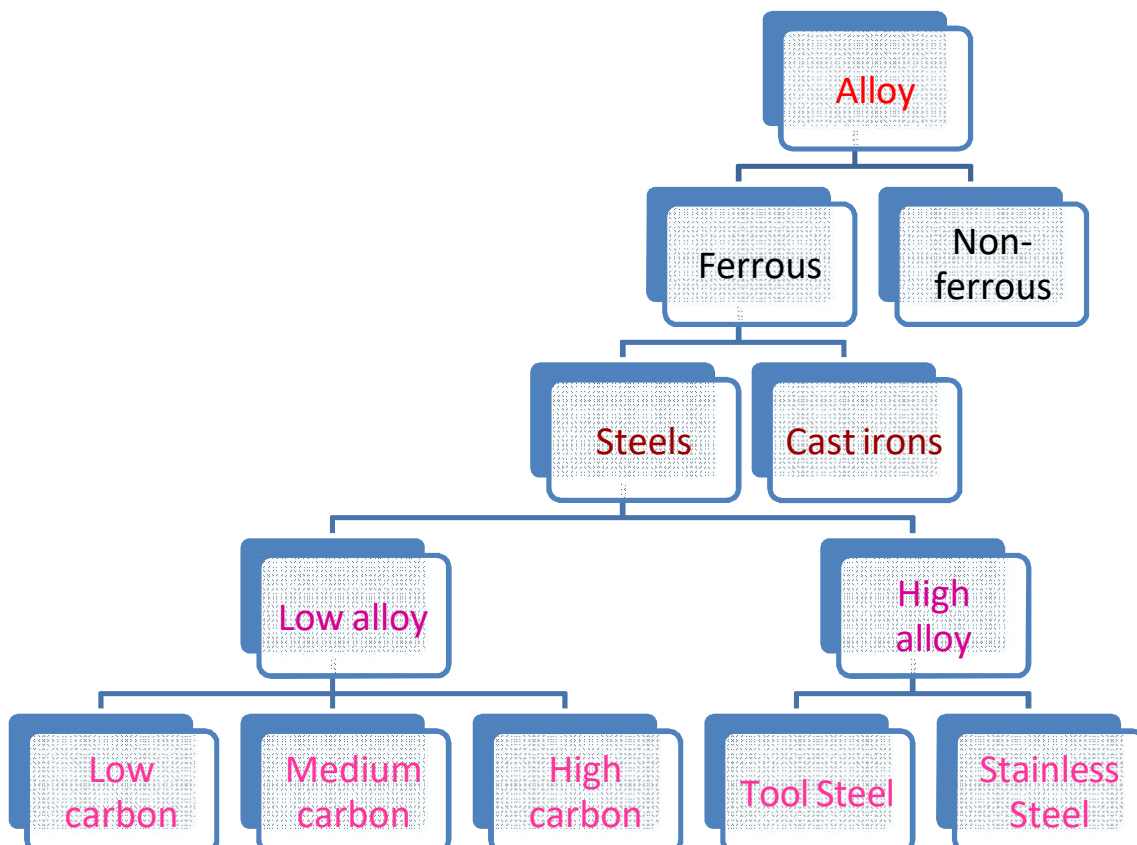 Alloy
Ferrous
Non-
ferrous
Steels
Cast irons
Low alloy
High
alloy
Low
carbon
Medium
carbon
High
carbon
Tool Steel
Stainless
Steel